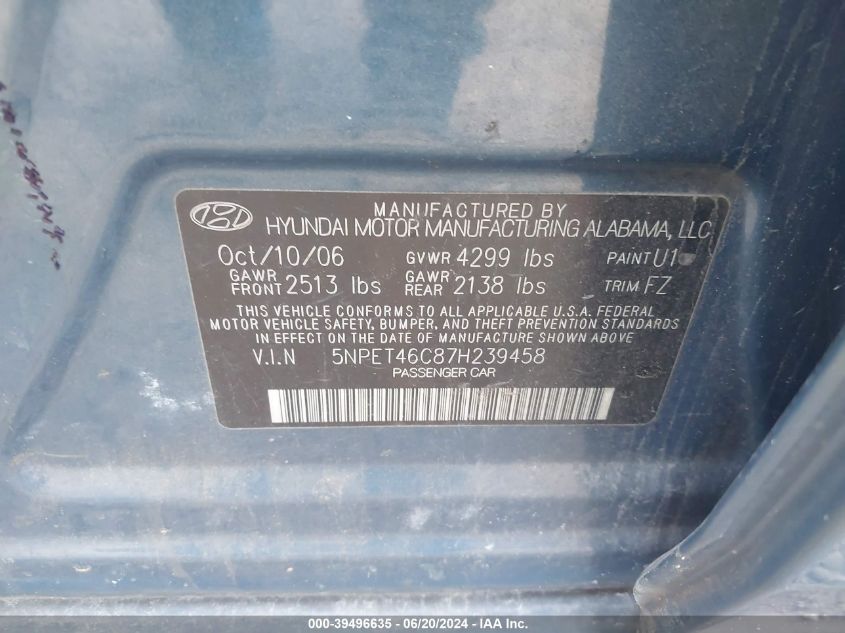 MANUFACTURED BY
HYUNDAI MOTOR MANUFACTURING ALABAMA, LLC
Oct/10/06 GVWR 4299 lbs PAINT U1
GAWR FRONT 2513 lbs GAWR REAR 2138 lbs TRIM FZ
THIS VEHICLE CONFORMS TO ALL APPLICABLE U.S.A. FEDERAL
MOTOR VEHICLE SAFETY, BUMPER, AND THEFT PREVENTION STANDARDS
IN EFFECT ON THE DATE OF MANUFACTURE SHOWN ABOVE
V.I.N 5NPET46C87H239458
PASSENGER CAR
000-39496635 - 06/20/2024 - IAA Inc.